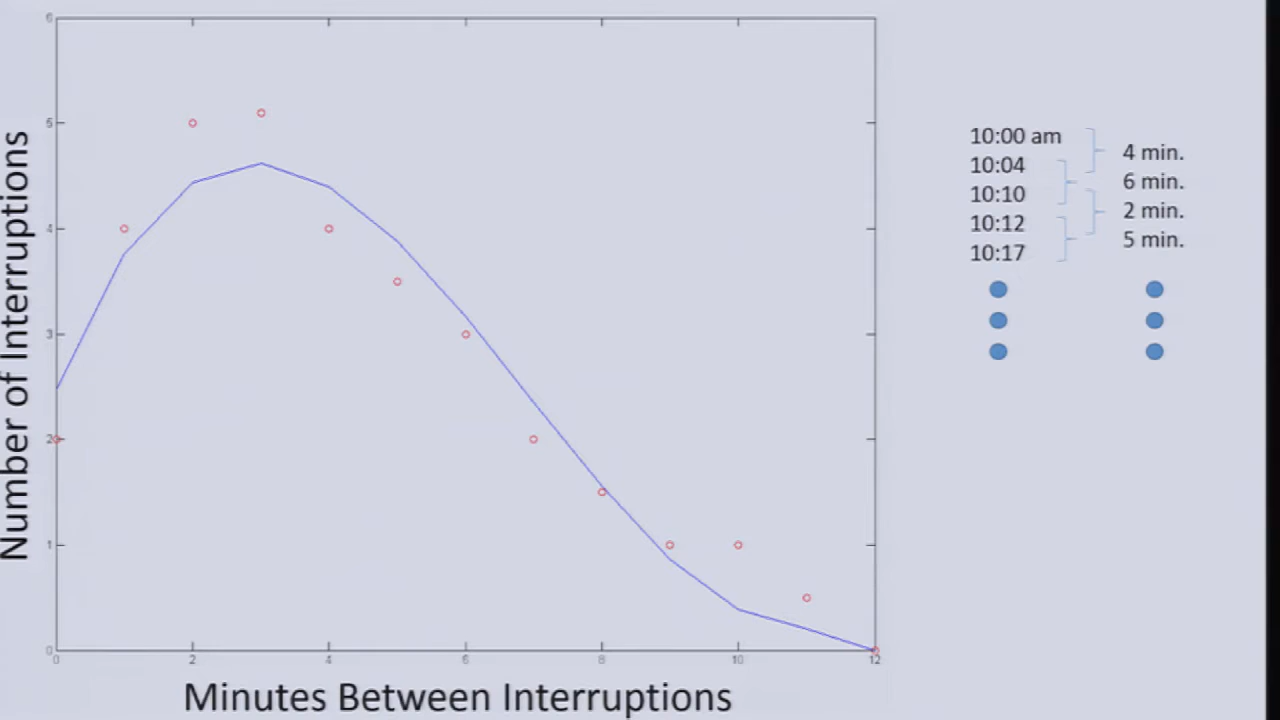 Number of Interruptions
6
5
4
3
2
1
0
0 2 4 6 8 10 12
Minutes Between Interruptions
10:00 am
10:04
10:10
10:12
10:17
4 min.
6 min.
2 min.
5 min.